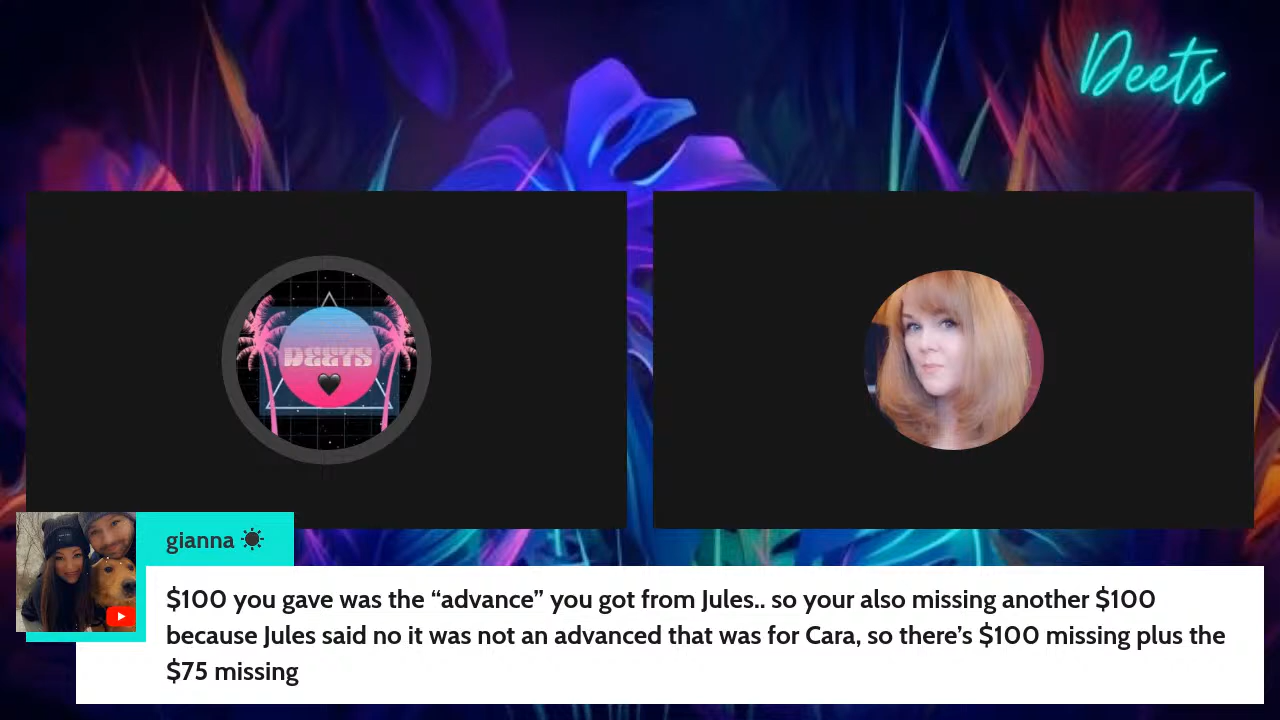 Deets
DEETS
gianna
$100 you gave was the “advance” you got from Jules.. so your also missing another $100
because Jules said no it was not an advanced that was for Cara, so there’s $100 missing plus the
$75 missing